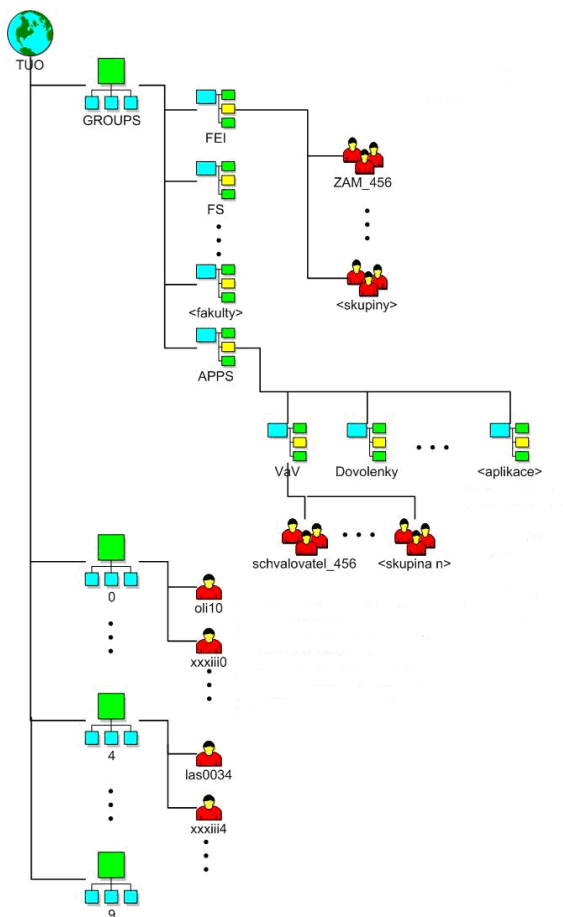 TUO
GROUPS
FEI
ZAM_456
FS
<skupiny>
<fakulty>
APPS
VaV
Dovolenky
<aplikace>
schvalovatel_456
<skupina n>
0
oli10
xxxiii0
4
las0034
xxxiii4
9